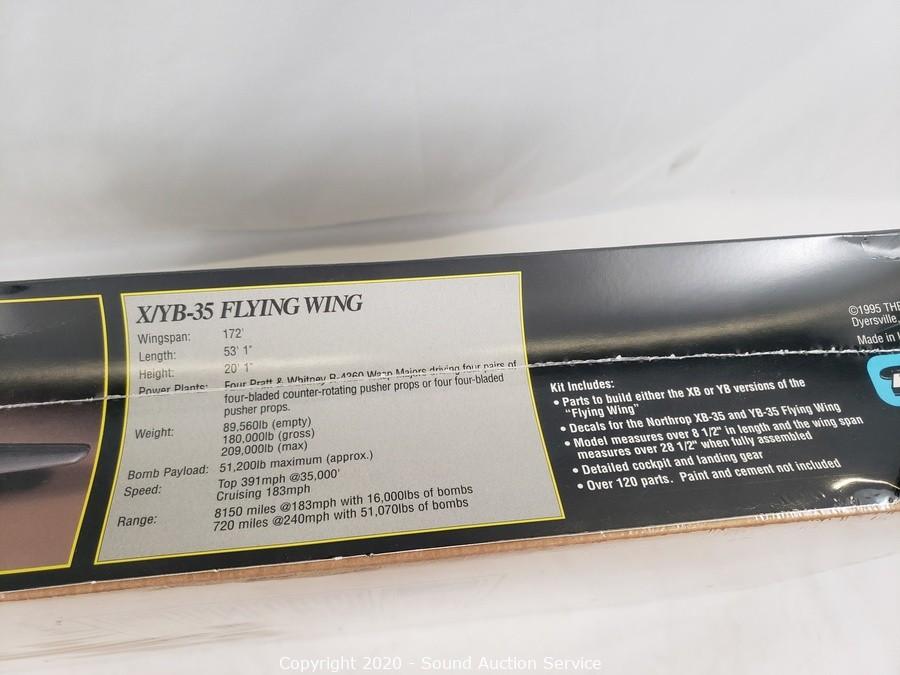 X/YB-35 FLYING WING
Wingspan: 172'
Length: 53' 1"
Height: 20' 1"
Power Plants: Four Pratt & Whitney R-4360 Wasp Majors driving four pairs of
four-bladed counter-rotating pusher props or four four-bladed
pusher props.
Weight: 89,560lb (empty)
180,000lb (gross)
209,000lb (max)
Bomb Payload: 51,200lb maximum (approx.)
Speed: Top 391mph @35,000'
Cruising 183mph
Range: 8150 miles @183mph with 16,000lbs of bombs
720 miles @240mph with 51,070lbs of bombs
Kit Includes:
• Parts to build either the XB or YB versions of the
"Flying Wing"
• Decals for the Northrop XB-35 and YB-35 Flying Wing
• Model measures over 8 1/2" in length and the wing span
measures over 28 1/2" when fully assembled
• Detailed cockpit and landing gear
• Over 120 parts. Paint and cement not included
©1995 THE
Dyersville,
Made in
Copyright 2020 - Sound Auction Service